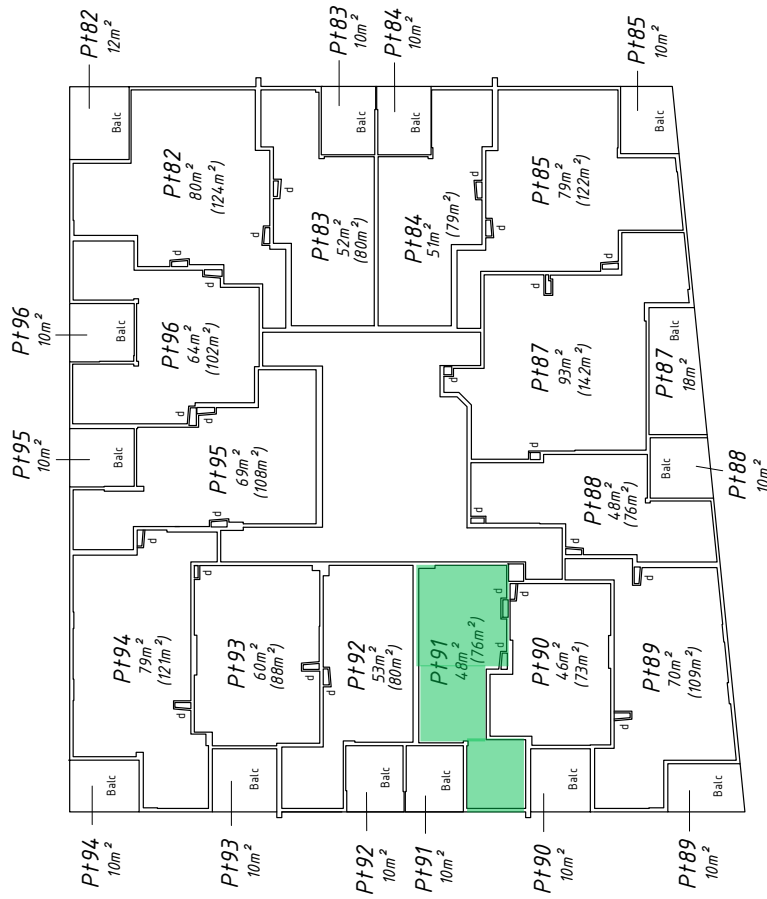 Pt82
12m²
Pt83
10m²
Pt84
10m²
Pt85
10m²
Balc
Balc
Balc
Balc
Pt82
80m²
(124m²)
Pt83
52m²
(80m²)
Pt84
51m²
(79m²)
Pt85
79m²
(122m²)
d
d
d
d
d
d
d
d
Pt96
10m²
Balc
Pt96
64m²
(102m²)
Pt87
93m²
(142m²)
Balc
Pt87
18m²
d
d
d
d
Pt95
10m²
Balc
Pt95
69m²
(108m²)
Pt88
48m²
(76m²)
Balc
Pt88
10m²
d
d
d
d
Pt94
79m²
(121m²)
Pt93
60m²
(88m²)
Pt92
53m²
(80m²)
Pt91
48m²
(76m²)
Pt90
46m²
(73m²)
Pt89
70m²
(109m²)
d
d
d
d
d
d
d
d
d
Balc
Balc
Balc
Balc
Balc
Balc
Pt94
10m²
Pt93
10m²
Pt92
10m²
Pt91
10m²
Pt90
10m²
Pt89
10m²